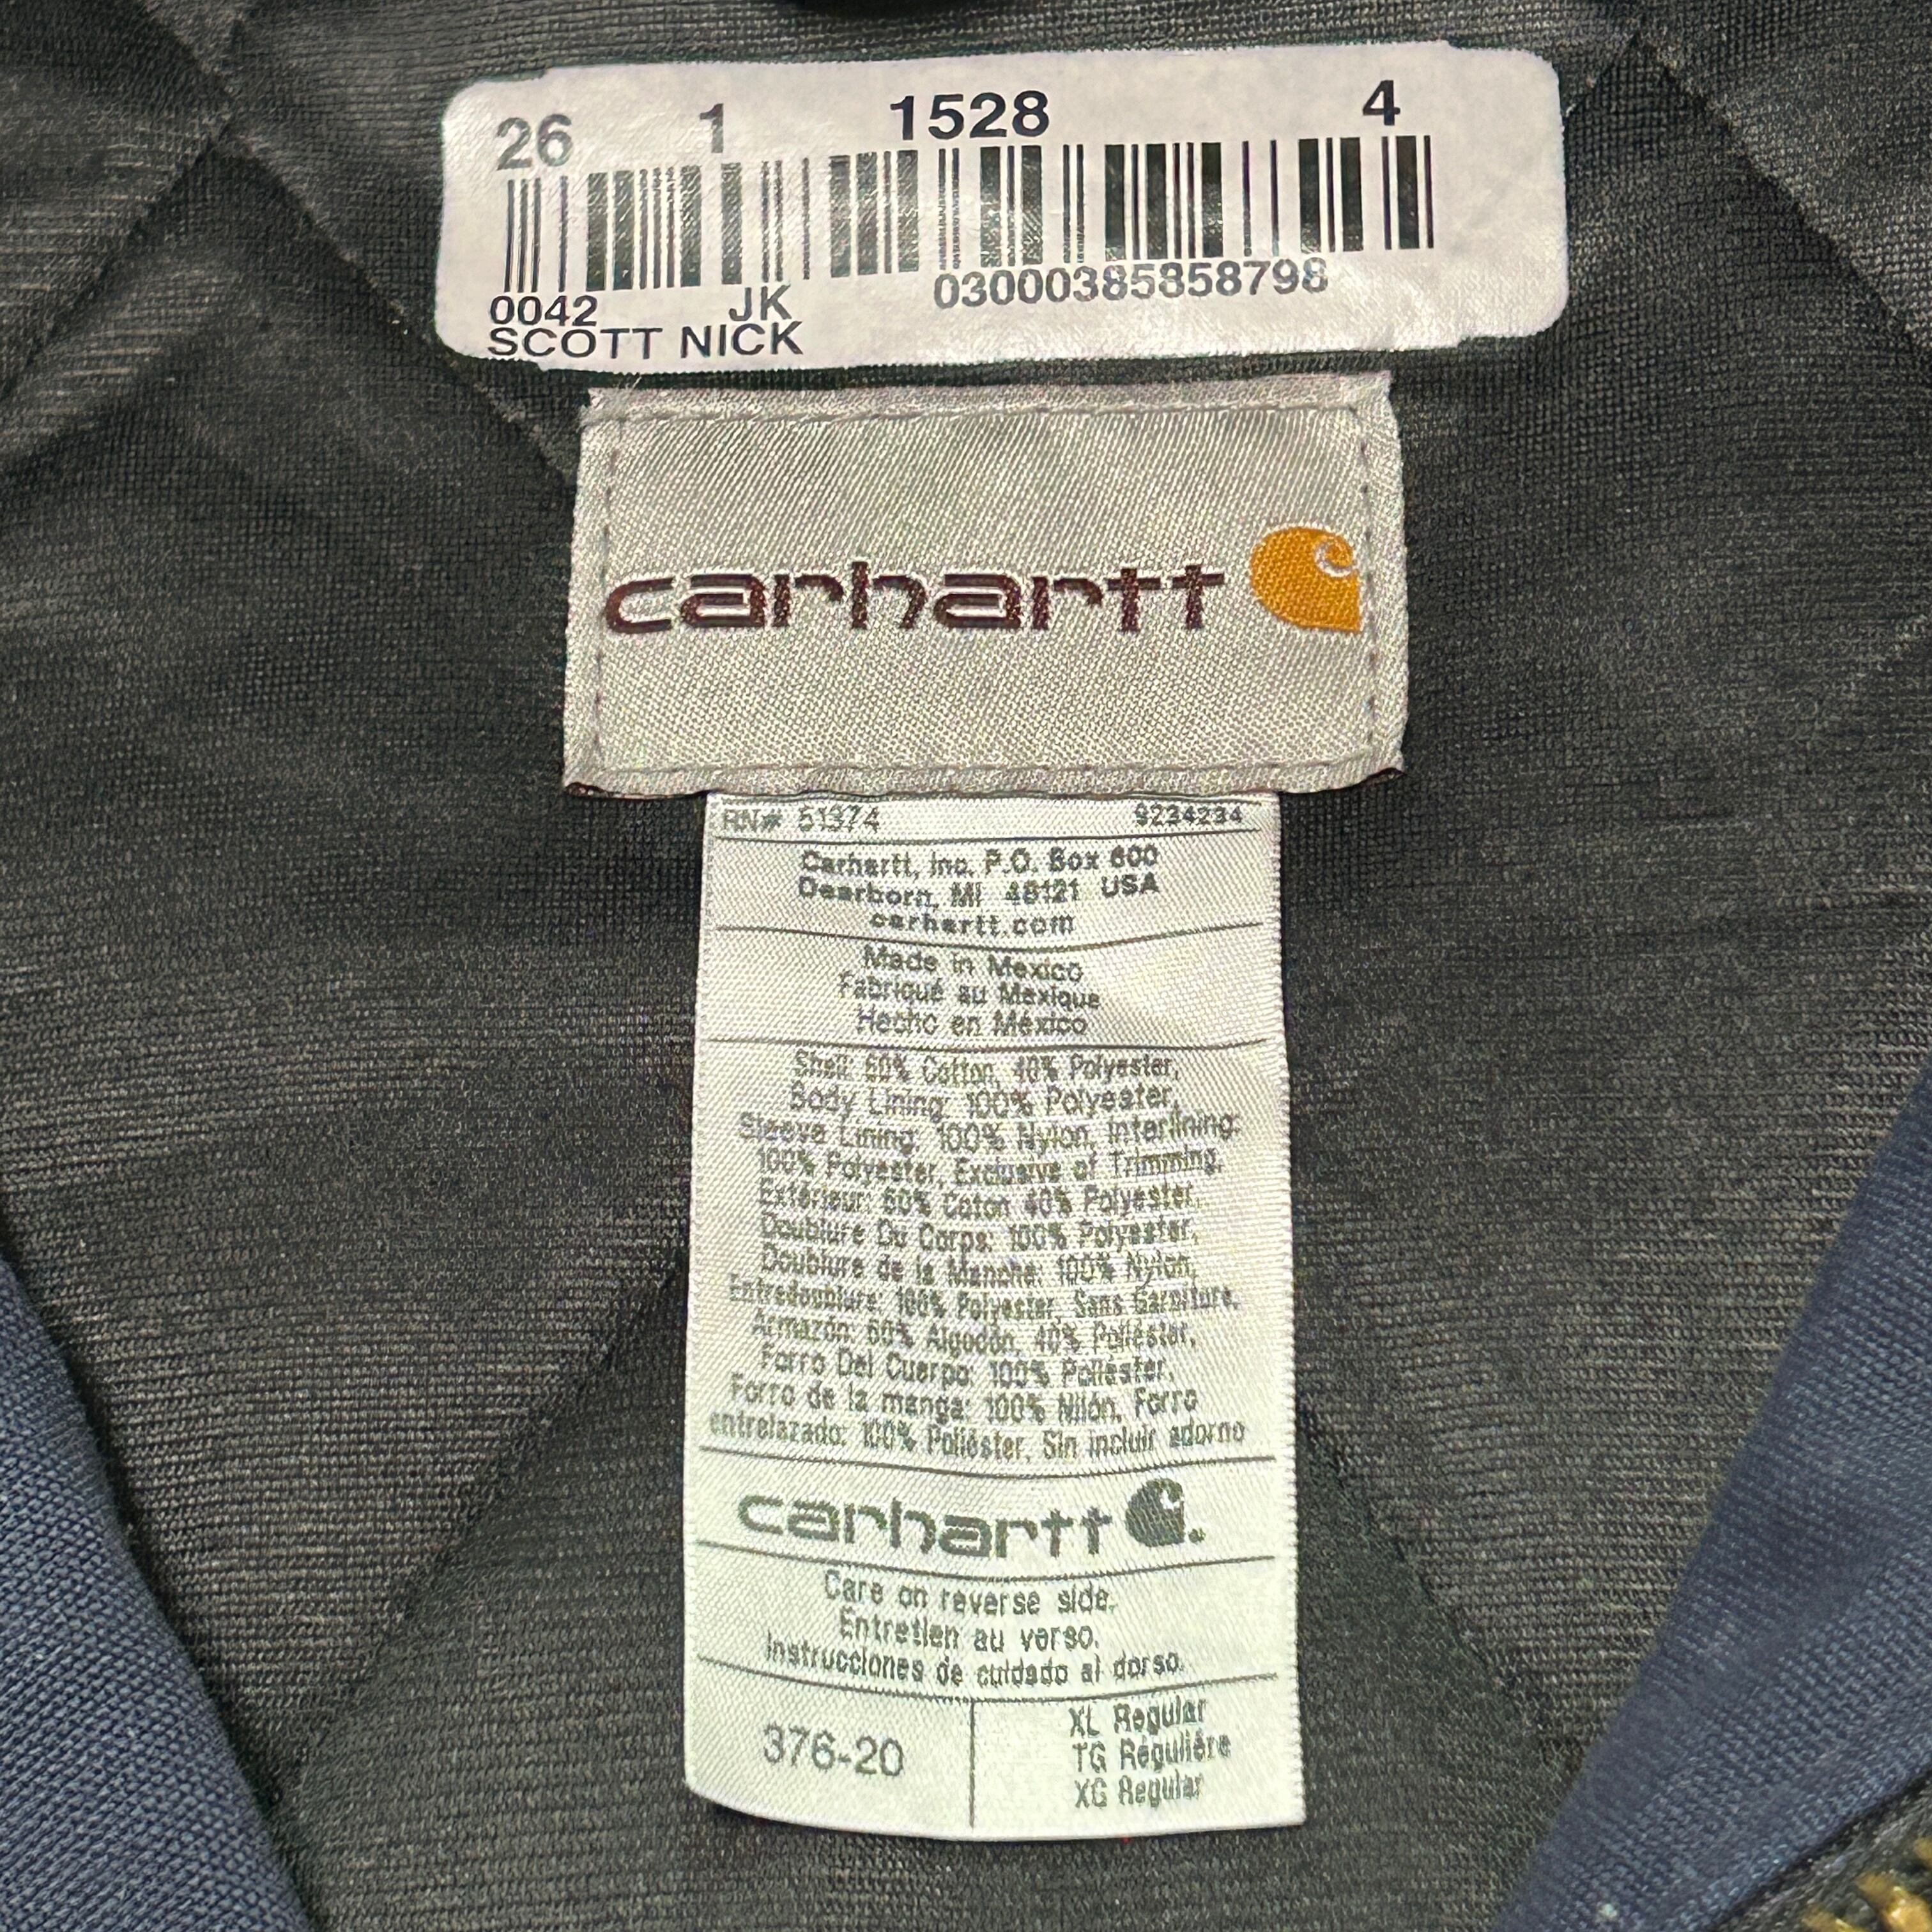 26 1 1528 4
0042 JK 03000385858798
SCOTT NICK
carhartt
RN# 51374 9234234
Carhartt, Inc. P.O. Box 600
Dearborn, MI 48121 USA
carhartt.com
Made in Mexico
Fabriqué au Mexique
Hecho en México
Shell: 60% Cotton, 40% Polyester,
Body Lining: 100% Polyester,
Sleeve Lining: 100% Nylon, Interlining:
100% Polyester, Exclusive of Trimming,
Extérieur: 60% Coton 40% Polyester,
Doublure Du Corps: 100% Polyester,
Doublure de la Manche: 100% Nylon,
Entredoublure: 100% Polyester, Sans Garniture.
Armazón: 60% Algodón, 40% Poliéster,
Forro Del Cuerpo: 100% Poliéster,
Forro de la manga: 100% Nilón, Forro
entrelazado: 100% Poliéster, Sin incluir adorno
carhartt
Care on reverse side.
Entretien au verso.
Instrucciones de cuidado al dorso.
376-20
XL Regular
TG Régulière
XG Regular